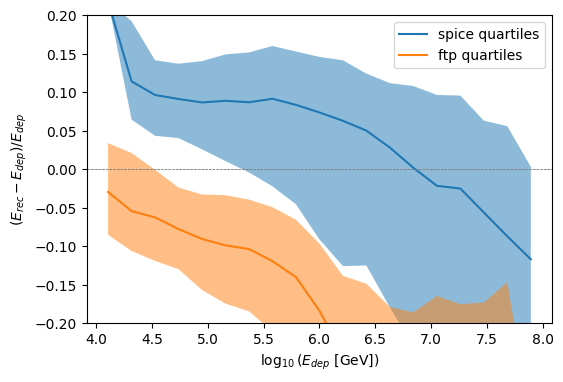 0.20
0.15
0.10
0.05
0.00
−0.05
−0.10
−0.15
−0.20
(E_rec − E_dep)/E_dep
spice quartiles
ftp quartiles
4.0 4.5 5.0 5.5 6.0 6.5 7.0 7.5 8.0
log10 (E_dep [GeV])